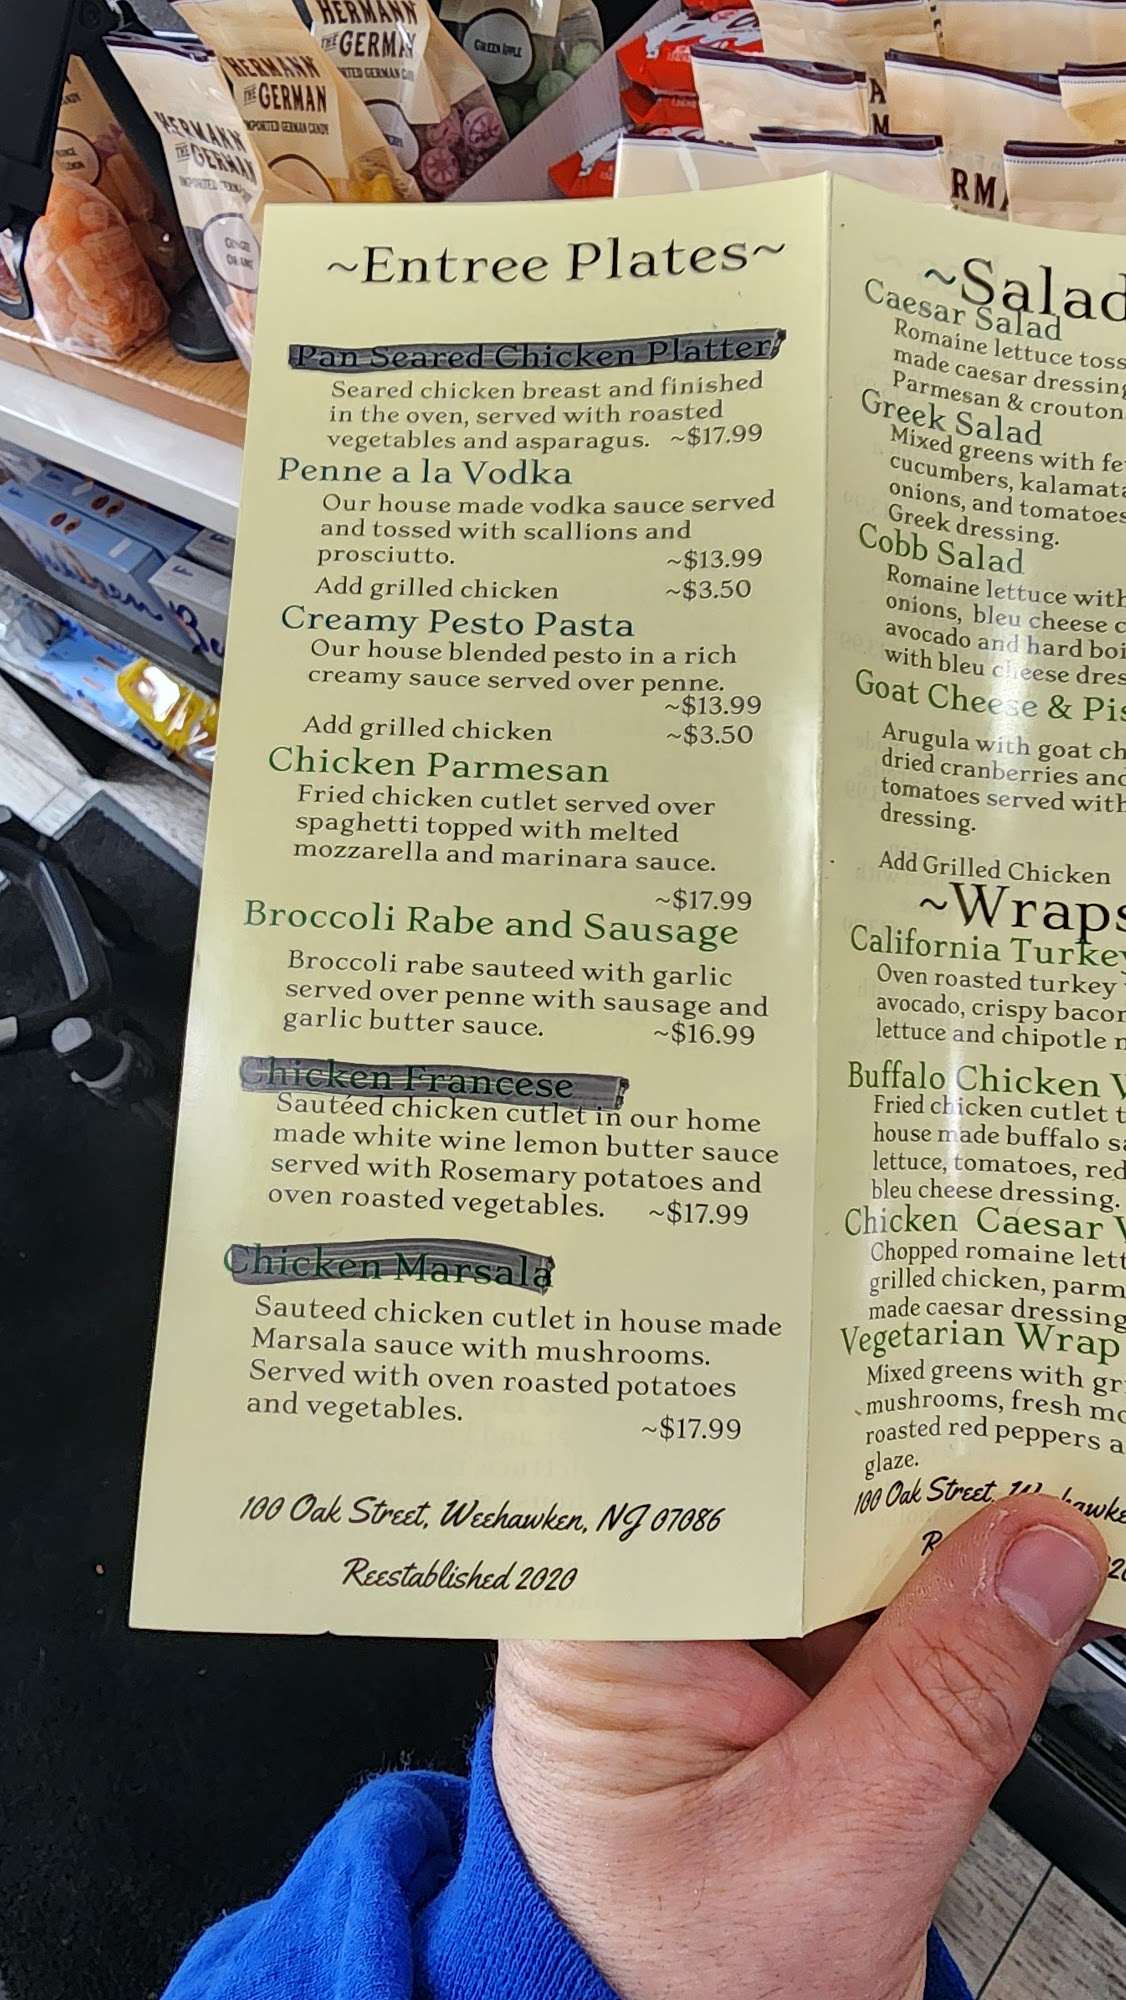 HERMANN
THE GERMAN
IMPORTED GERMAN CANDY
HERMANN
THE GERMAN
HERMANN
THE GERMAN
GREEN APPLE
~Entree Plates~
Pan Seared Chicken Platter
Seared chicken breast and finished
in the oven, served with roasted
vegetables and asparagus. ~$17.99
Penne a la Vodka
Our house made vodka sauce served
and tossed with scallions and
prosciutto. ~$13.99
Add grilled chicken ~$3.50
Creamy Pesto Pasta
Our house blended pesto in a rich
creamy sauce served over penne.
~$13.99
Add grilled chicken ~$3.50
Chicken Parmesan
Fried chicken cutlet served over
spaghetti topped with melted
mozzarella and marinara sauce.
~$17.99
Broccoli Rabe and Sausage
Broccoli rabe sauteed with garlic
served over penne with sausage and
garlic butter sauce. ~$16.99
Chicken Francese
Sautéed chicken cutlet in our home
made white wine lemon butter sauce
served with Rosemary potatoes and
oven roasted vegetables. ~$17.99
Chicken Marsala
Sauteed chicken cutlet in house made
Marsala sauce with mushrooms.
Served with oven roasted potatoes
and vegetables.
~$17.99
100 Oak Street, Weehawken, NJ 07086
Reestablished 2020
~Salad
Caesar Salad
Romaine lettuce toss
made caesar dressing
Parmesan & crouton
Greek Salad
Mixed greens with fe
cucumbers, kalamata
onions, and tomatoes
Greek dressing.
Cobb Salad
Romaine lettuce with
onions, bleu cheese c
avocado and hard boi
with bleu cheese dres
Goat Cheese & Pis
Arugula with goat ch
dried cranberries and
tomatoes served with
dressing.
Add Grilled Chicken
~Wraps
California Turkey
Oven roasted turkey
avocado, crispy bacon
lettuce and chipotle m
Buffalo Chicken
Fried chicken cutlet t
house made buffalo sa
lettuce, tomatoes, red
bleu cheese dressing.
Chicken Caesar
Chopped romaine lett
grilled chicken, parm
made caesar dressing
Vegetarian Wrap
Mixed greens with gr
mushrooms, fresh mo
roasted red peppers a
glaze.
100 Oak Street,